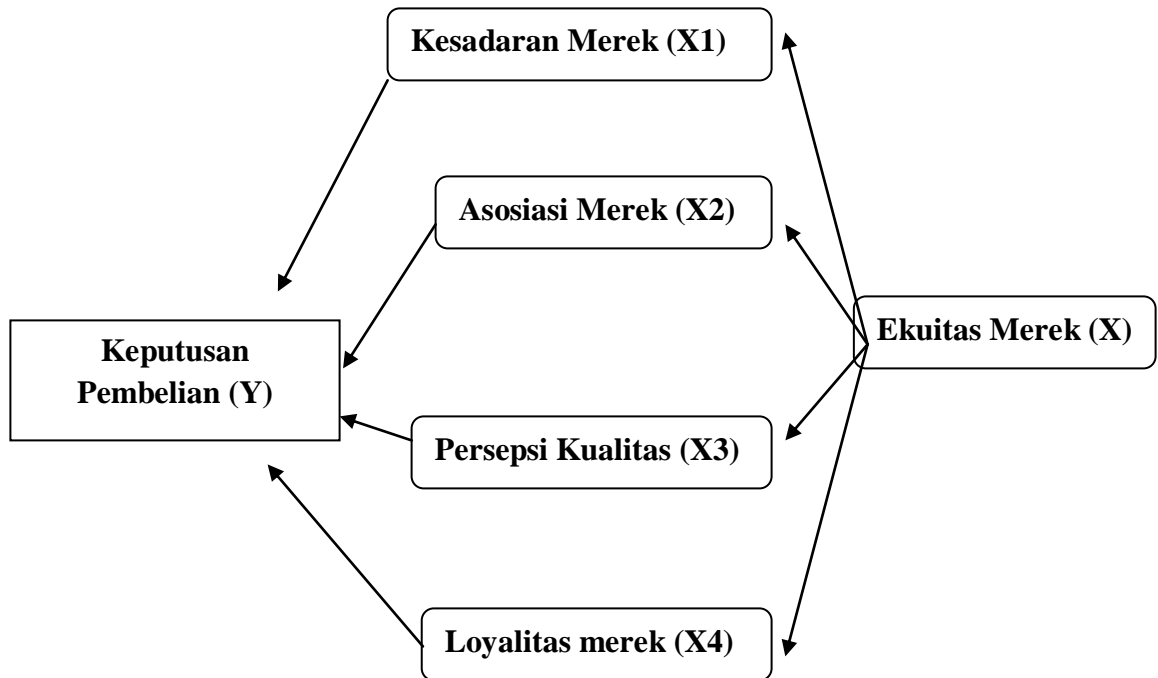 Kesadaran Merek (X1)
Asosiasi Merek (X2)
Ekuitas Merek (X)
Keputusan
Pembelian (Y)
Persepsi Kualitas (X3)
Loyalitas merek (X4)